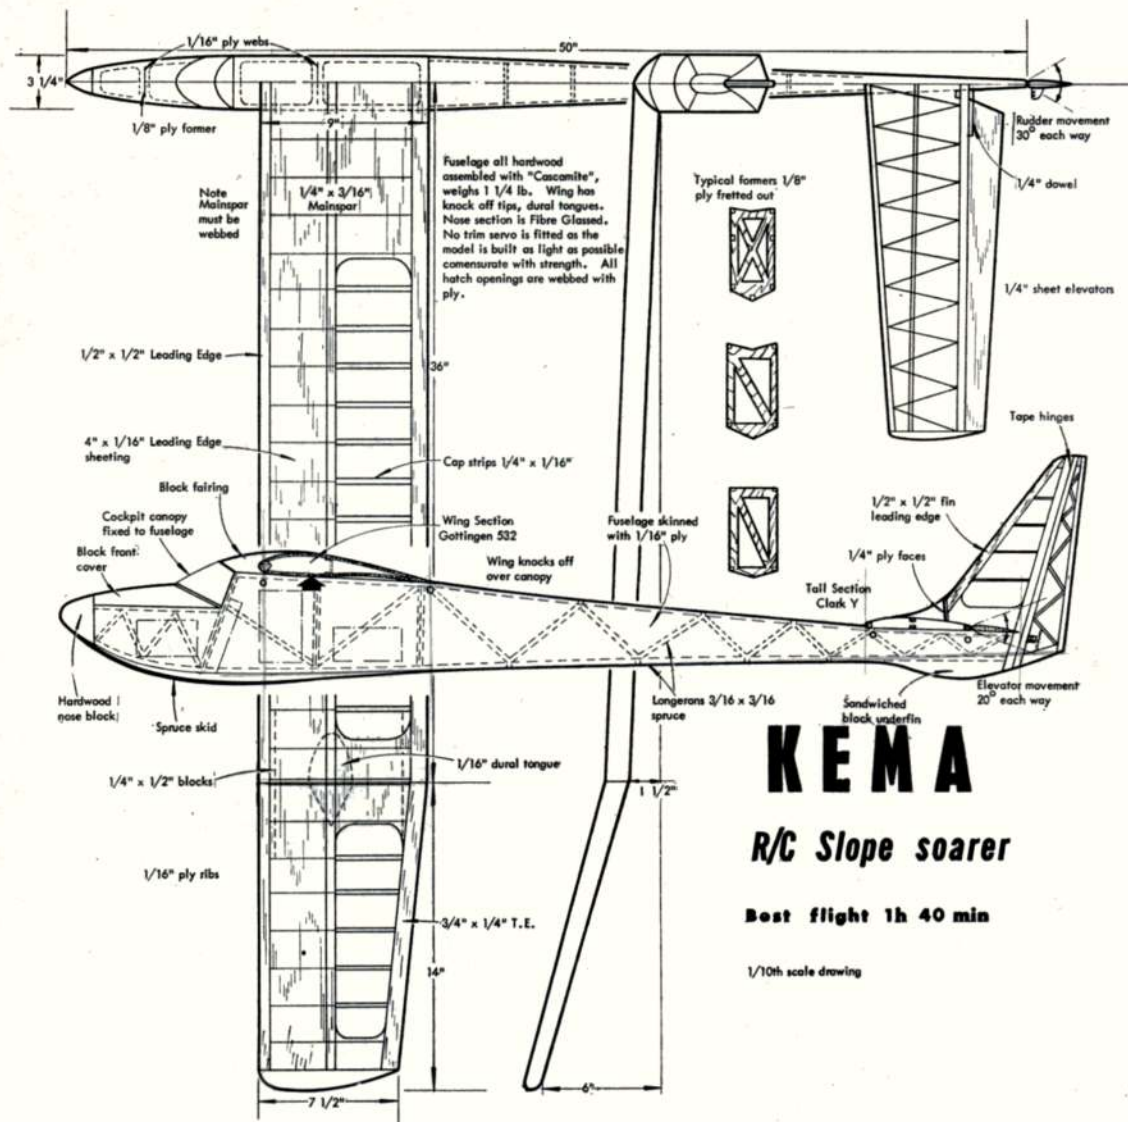 50"
1/16" ply webs
3 1/4"
1/8" ply former
9"
Rudder movement
30° each way
1/4" dowel
Note
Mainspar
must be
webbed
1/4" x 3/16"
Mainspar
Fuselage all hardwood
assembled with "Cascamite",
weighs 1 1/4 lb. Wing has
knock off tips, dural tongues.
Nose section is Fibre Glassed.
No trim servo is fitted as the
model is built as light as possible
comensurate with strength. All
hatch openings are webbed with
ply.
Typical formers 1/8"
ply fretted out
1/4" sheet elevators
1/2" x 1/2" Leading Edge
36"
4" x 1/16" Leading Edge
sheeting
Cap strips 1/4" x 1/16"
Tape hinges
Block fairing
Cockpit canopy
fixed to fuselage
Block front
cover
Wing Section
Gottingen 532
Wing knocks off
over canopy
Fuselage skinned
with 1/16" ply
1/2" x 1/2" fin
leading edge
1/4" ply faces
Tail Section
Clark Y
Hardwood
nose block
Spruce skid
Longerons 3/16 x 3/16
spruce
Sandwiched
block underfin
Elevator movement
20° each way
1/4" x 1/2" blocks
1/16" dural tongue
1 1/2"
KEMA
R/C Slope soarer
Best flight 1h 40 min
1/10th scale drawing
1/16" ply ribs
3/4" x 1/4" T.E.
14"
7 1/2"
6"